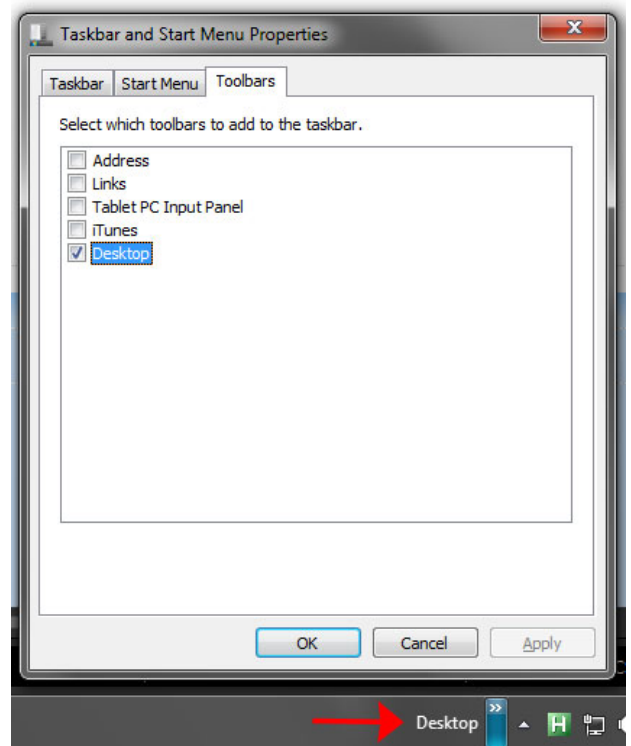 Taskbar and Start Menu Properties
Taskbar Start Menu Toolbars
Select which toolbars to add to the taskbar.
Address
Links
Tablet PC Input Panel
iTunes
Desktop
OK Cancel Apply
Desktop »
H